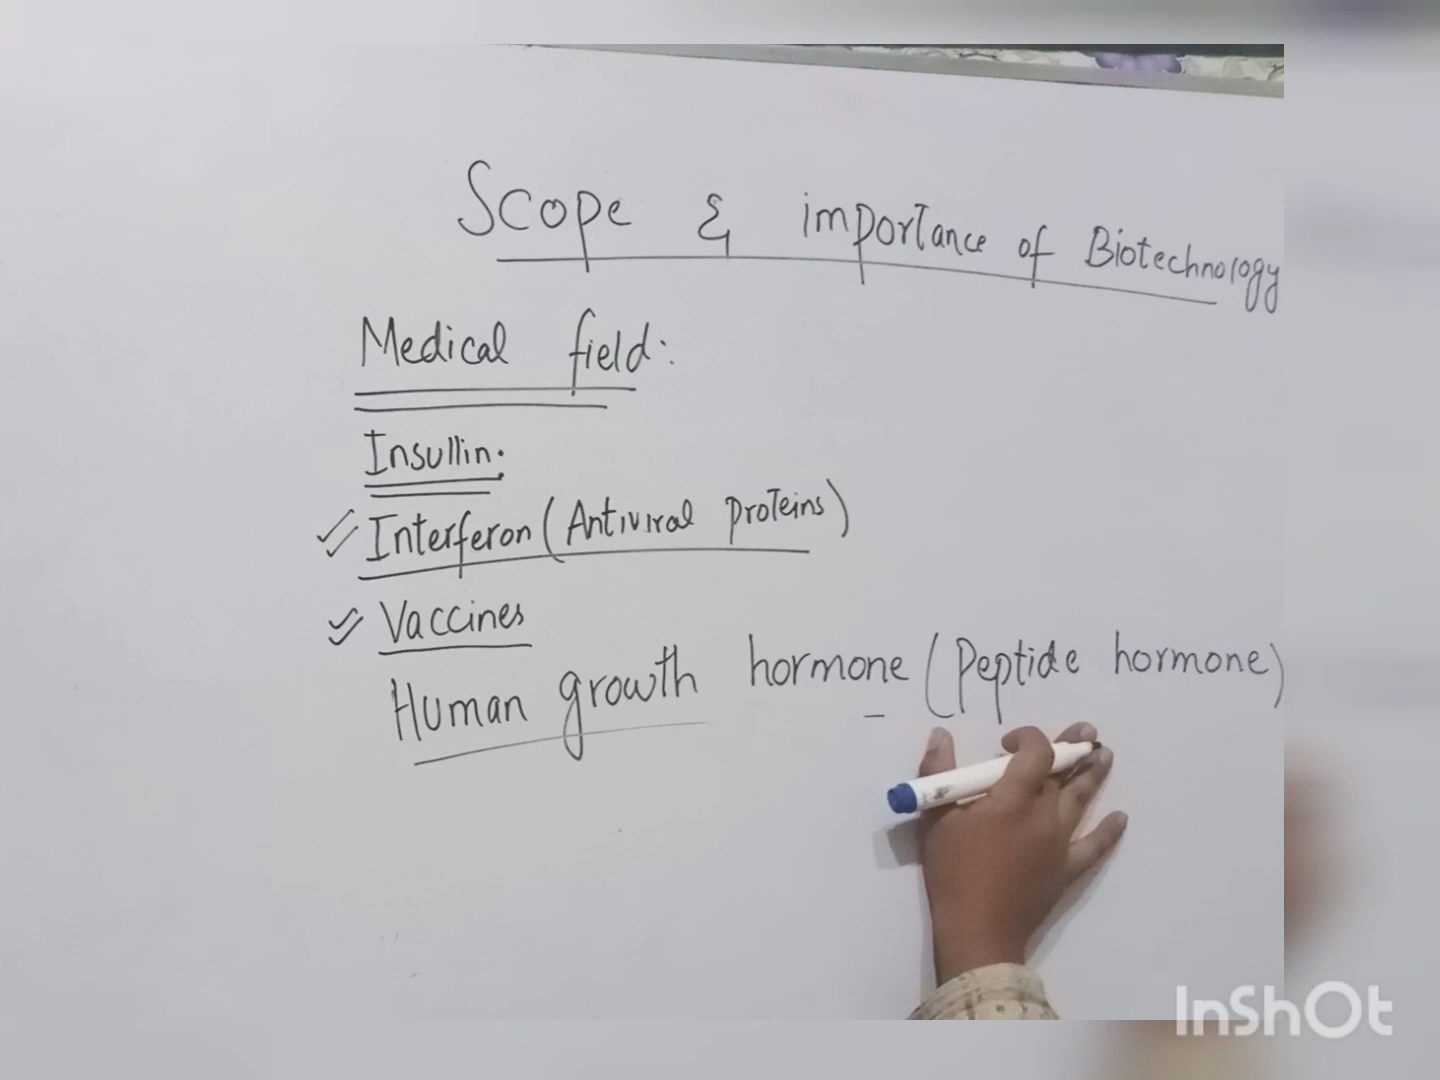 Scope & importance of Biotechnology
Medical field:
Insullin.
Interferon (Antiviral proteins)
Vaccines
Human growth hormone (Peptide hormone)
InShOt